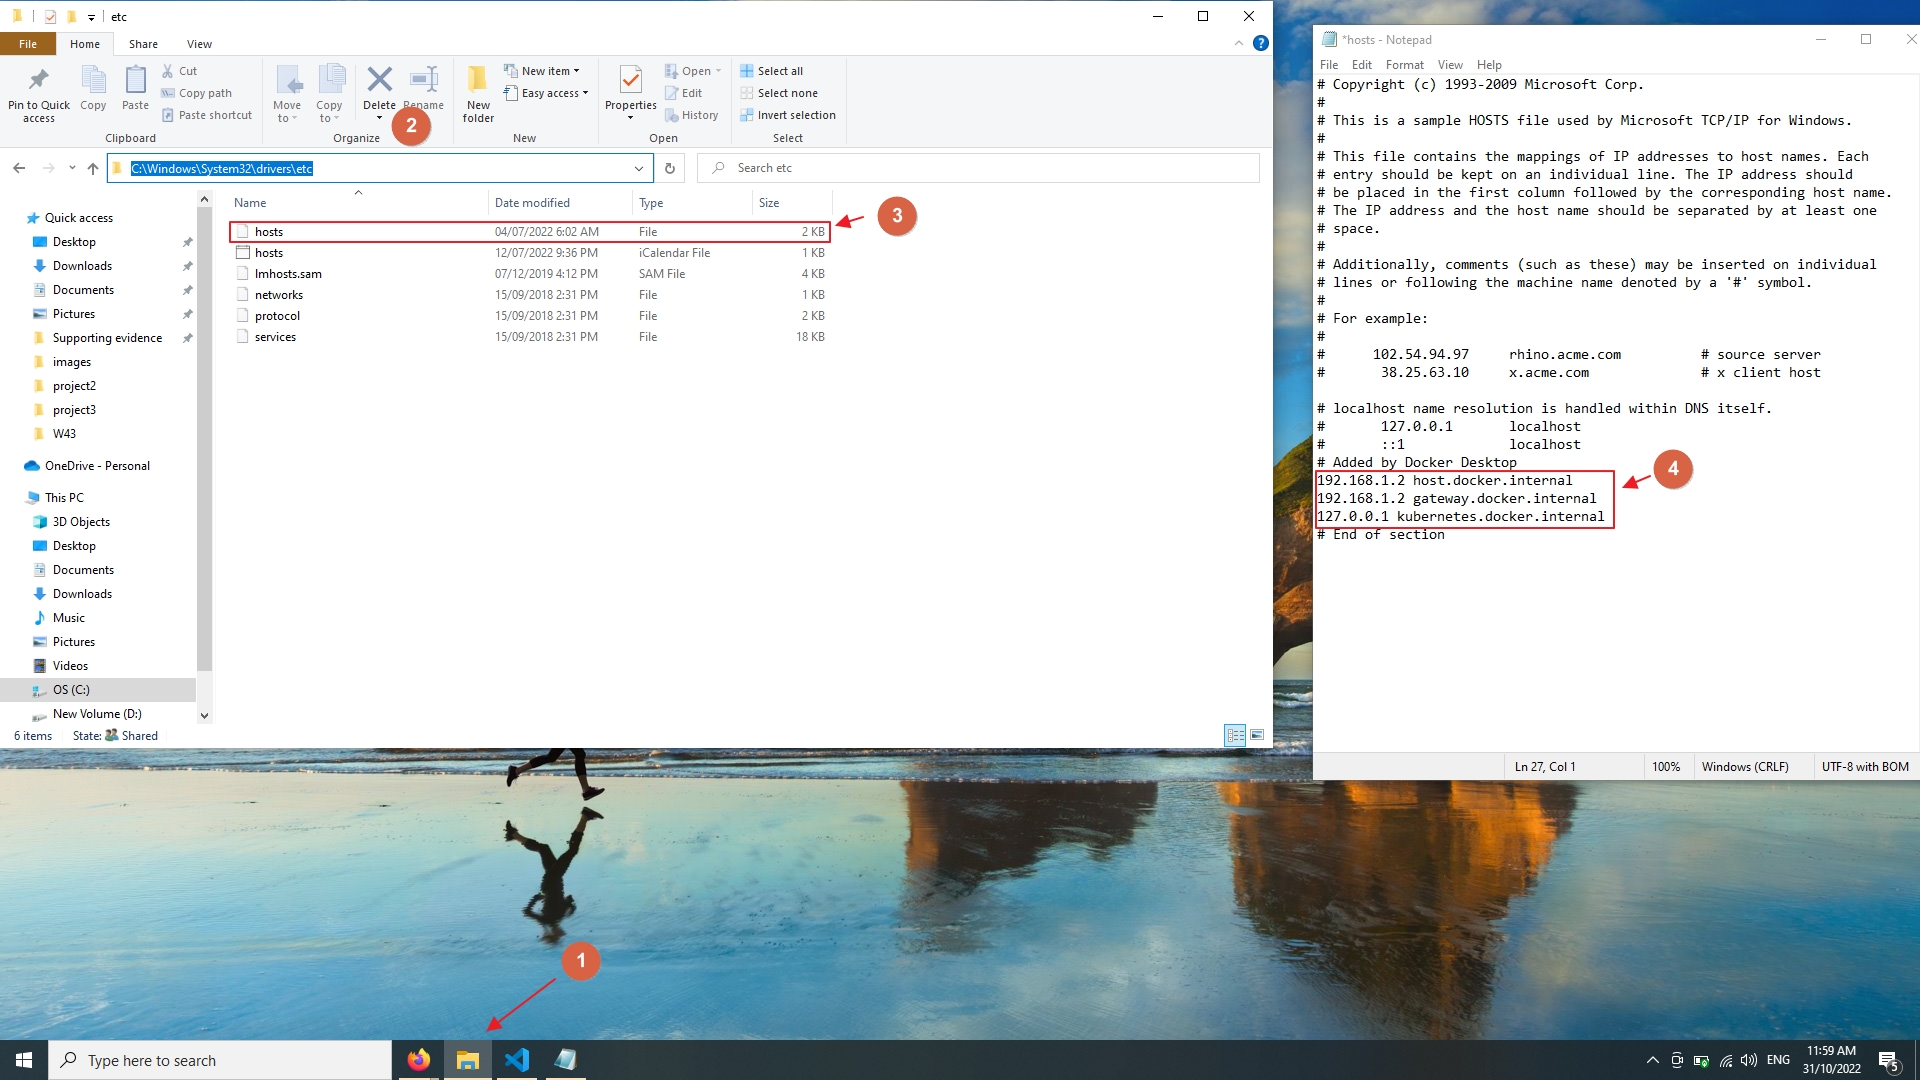 etc
File
Home
Share
View
Pin to Quick access
Copy
Paste
Cut
Copy path
Paste shortcut
Clipboard
Move to
Copy to
Delete
Rename
Organize
2
New folder
New item
Easy access
New
Properties
Open
Edit
History
Open
Select all
Select none
Invert selection
Select
C:\Windows\System32\drivers\etc
Search etc
Name Date modified Type Size
hosts 04/07/2022 6:02 AM File 2 KB
3
hosts 12/07/2022 9:36 PM iCalendar File 1 KB
lmhosts.sam 07/12/2019 4:12 PM SAM File 4 KB
networks 15/09/2018 2:31 PM File 1 KB
protocol 15/09/2018 2:31 PM File 2 KB
services 15/09/2018 2:31 PM File 18 KB
Quick access
Desktop
Downloads
Documents
Pictures
Supporting evidence
images
project2
project3
W43
OneDrive - Personal
This PC
3D Objects
Desktop
Documents
Downloads
Music
Pictures
Videos
OS (C:)
New Volume (D:)
6 items State: Shared
*hosts - Notepad
File Edit Format View Help
# Copyright (c) 1993-2009 Microsoft Corp.
#
# This is a sample HOSTS file used by Microsoft TCP/IP for Windows.
#
# This file contains the mappings of IP addresses to host names. Each
# entry should be kept on an individual line. The IP address should
# be placed in the first column followed by the corresponding host name.
# The IP address and the host name should be separated by at least one
# space.
#
# Additionally, comments (such as these) may be inserted on individual
# lines or following the machine name denoted by a '#' symbol.
#
# For example:
#
#      102.54.94.97     rhino.acme.com          # source server
#       38.25.63.10     x.acme.com              # x client host

# localhost name resolution is handled within DNS itself.
#       127.0.0.1       localhost
#       ::1             localhost
# Added by Docker Desktop
192.168.1.2 host.docker.internal
192.168.1.2 gateway.docker.internal
127.0.0.1 kubernetes.docker.internal
# End of section
4
Ln 27, Col 1 100% Windows (CRLF) UTF-8 with BOM
1
Type here to search
ENG
11:59 AM
31/10/2022
5